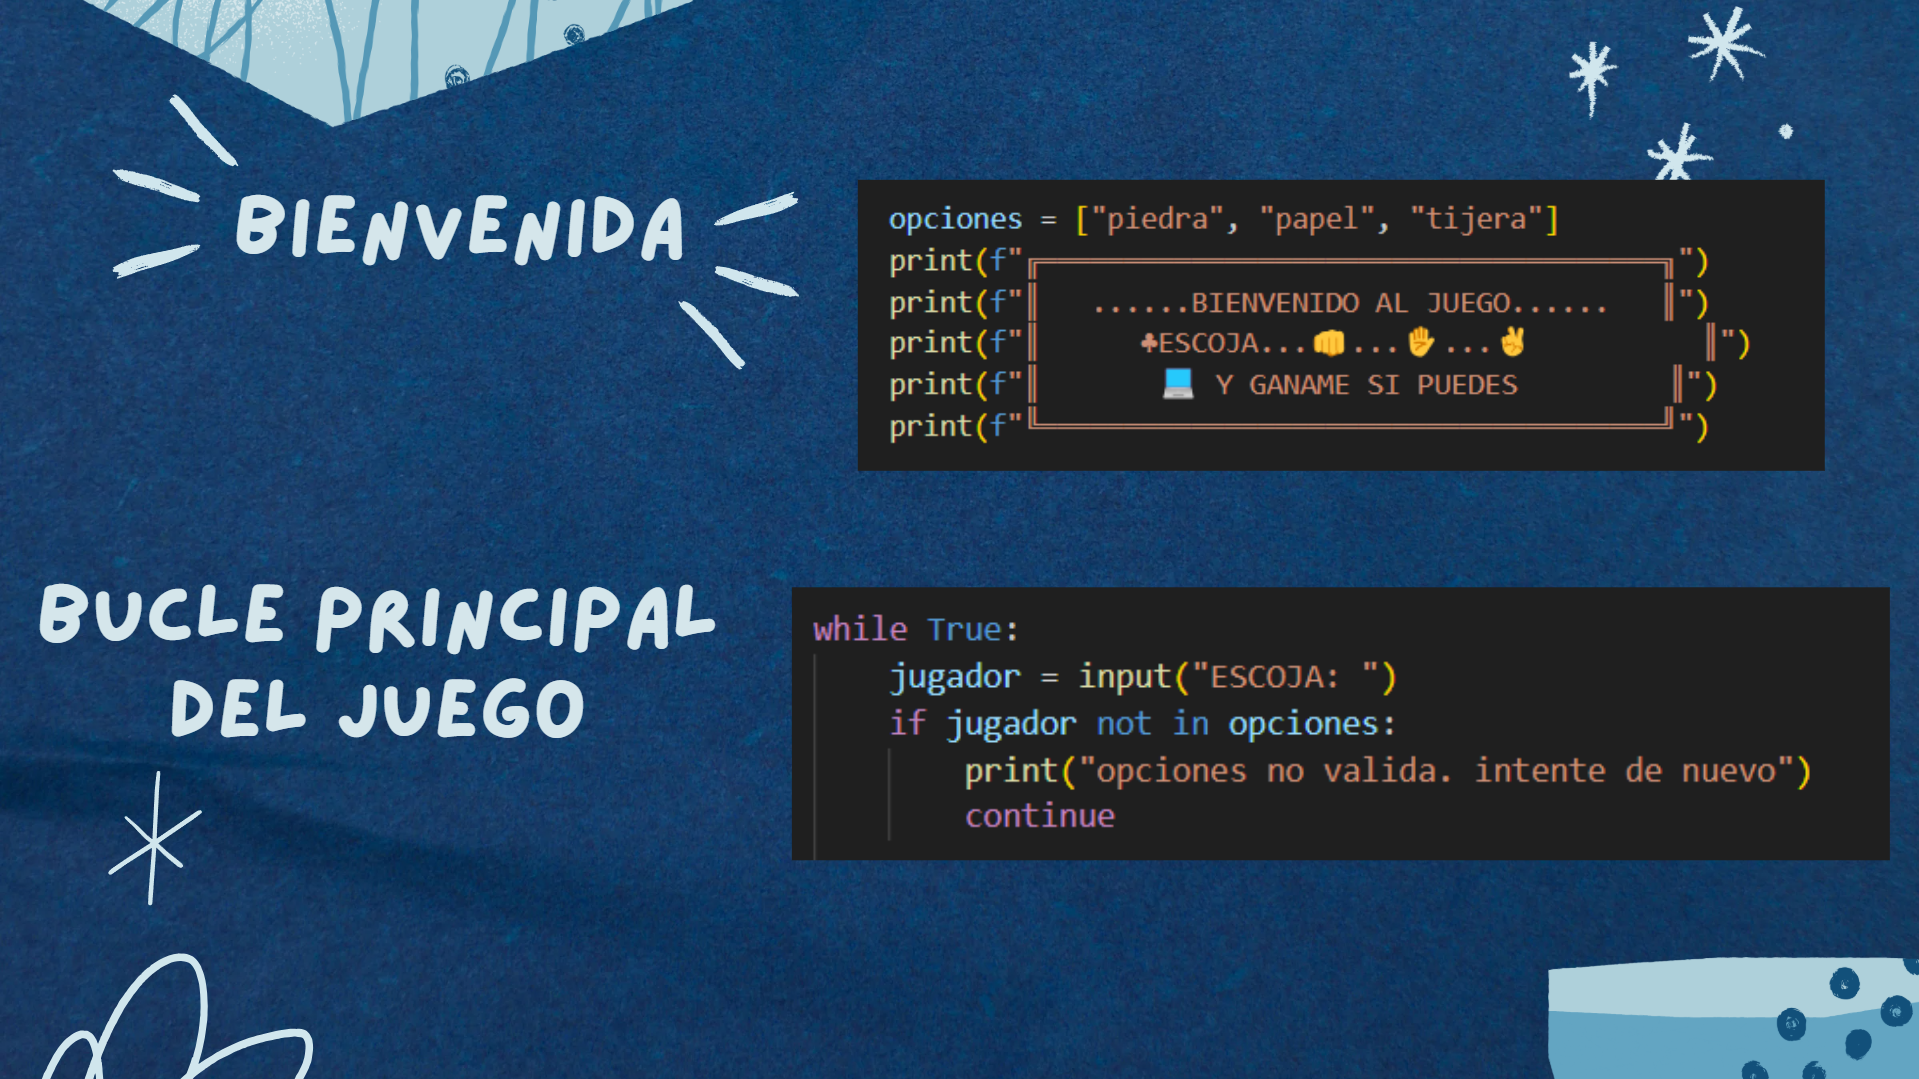 BIENVENIDA
opciones = ["piedra", "papel", "tijera"]
print(f"╔══════════════════════════════════════╗")
print(f"║   ......BIENVENIDO AL JUEGO......   ║")
print(f"║      ♣ESCOJA...👊...✋...✌           ║")
print(f"║       💻 Y GANAME SI PUEDES         ║")
print(f"╚══════════════════════════════════════╝")
BUCLE PRINCIPAL
DEL JUEGO
while True:
    jugador = input("ESCOJA: ")
    if jugador not in opciones:
        print("opciones no valida. intente de nuevo")
        continue